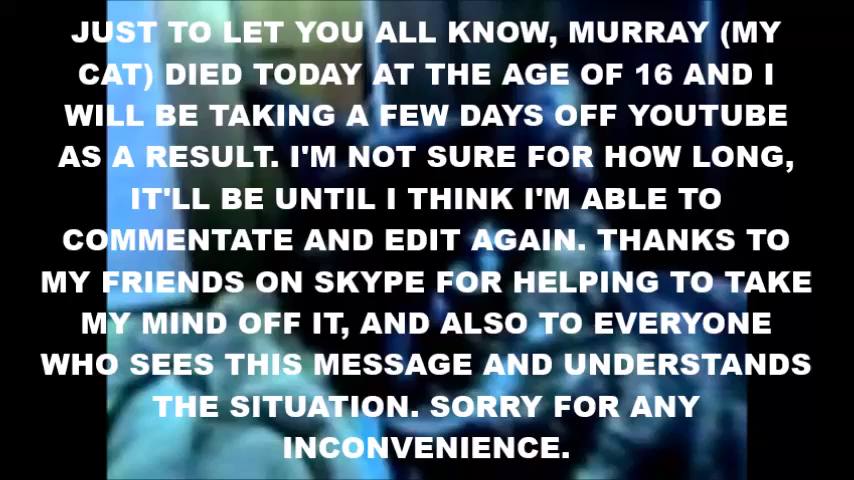 JUST TO LET YOU ALL KNOW, MURRAY (MY
CAT) DIED TODAY AT THE AGE OF 16 AND I
WILL BE TAKING A FEW DAYS OFF YOUTUBE
AS A RESULT. I'M NOT SURE FOR HOW LONG,
IT'LL BE UNTIL I THINK I'M ABLE TO
COMMENTATE AND EDIT AGAIN. THANKS TO
MY FRIENDS ON SKYPE FOR HELPING TO TAKE
MY MIND OFF IT, AND ALSO TO EVERYONE
WHO SEES THIS MESSAGE AND UNDERSTANDS
THE SITUATION. SORRY FOR ANY
INCONVENIENCE.